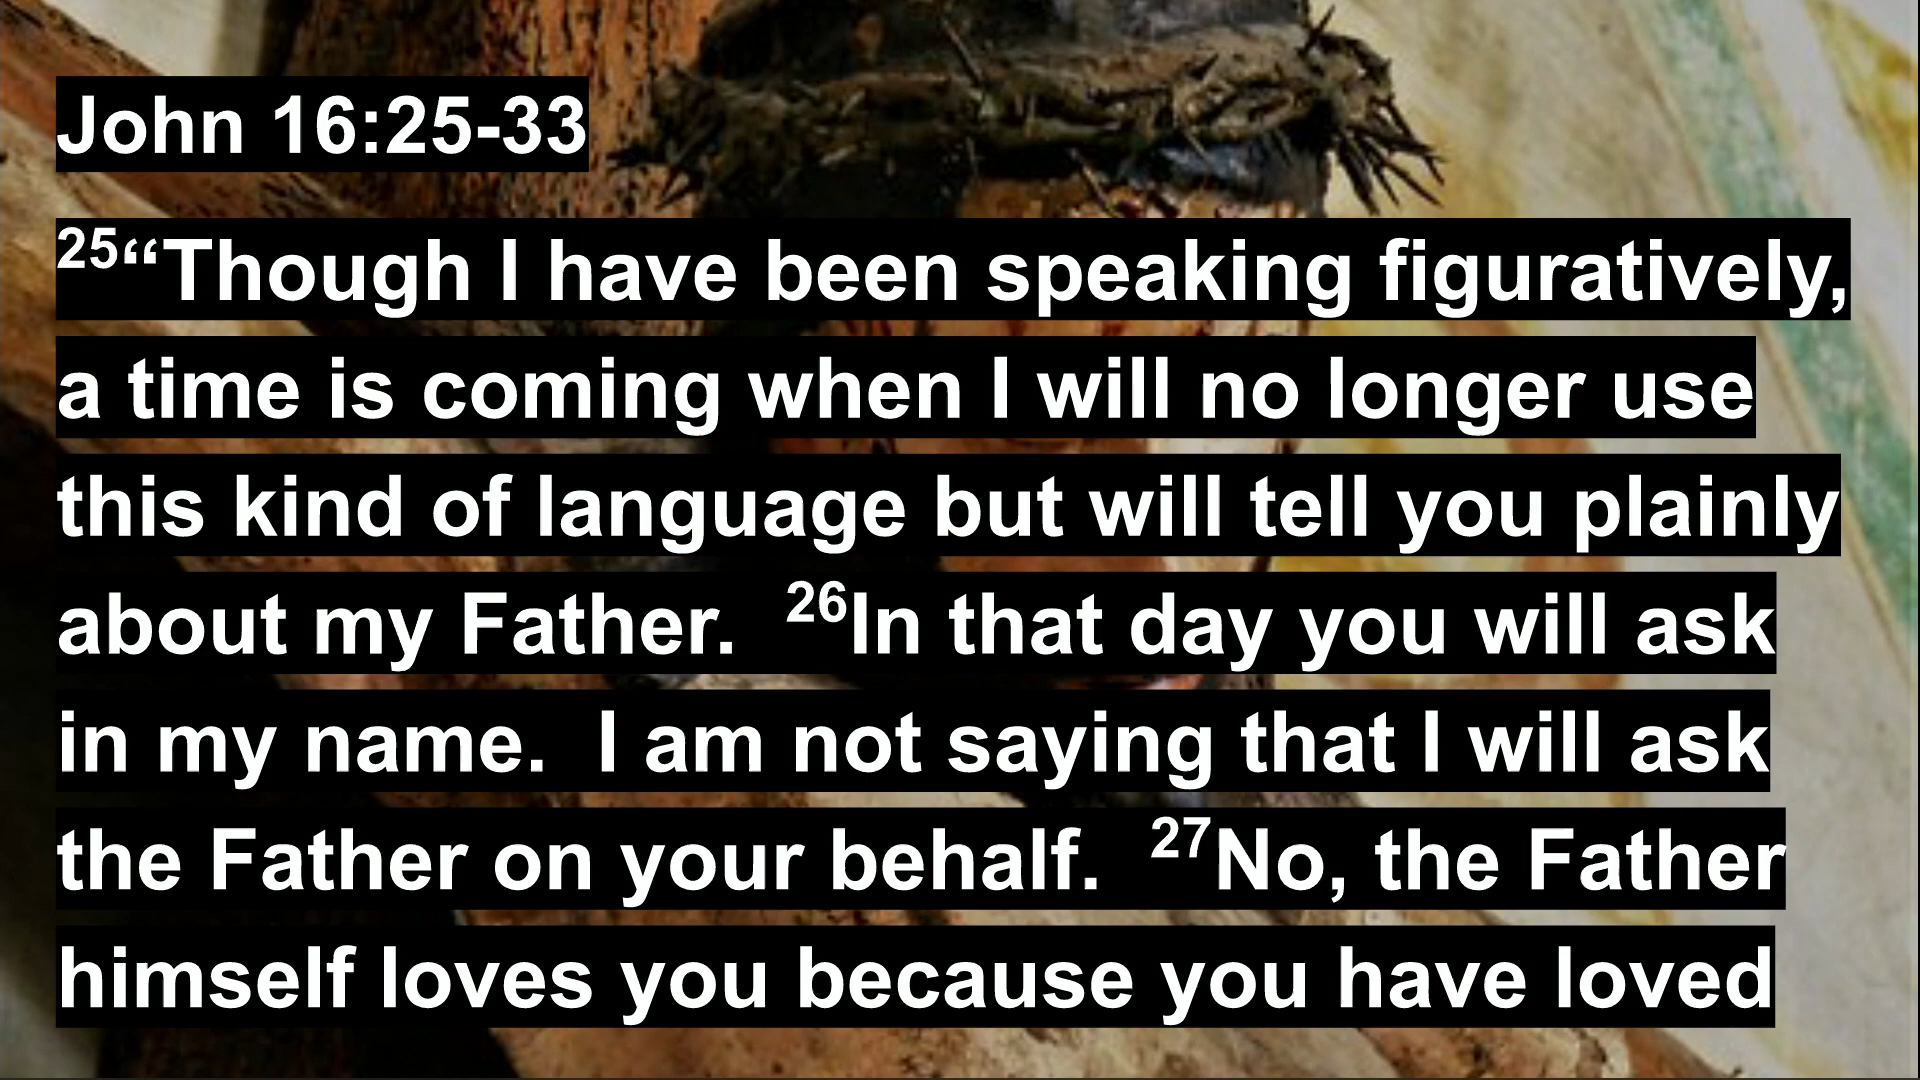 John 16:25-33
25“Though I have been speaking figuratively,
a time is coming when I will no longer use
this kind of language but will tell you plainly
about my Father.  26In that day you will ask
in my name.  I am not saying that I will ask
the Father on your behalf.  27No, the Father
himself loves you because you have loved